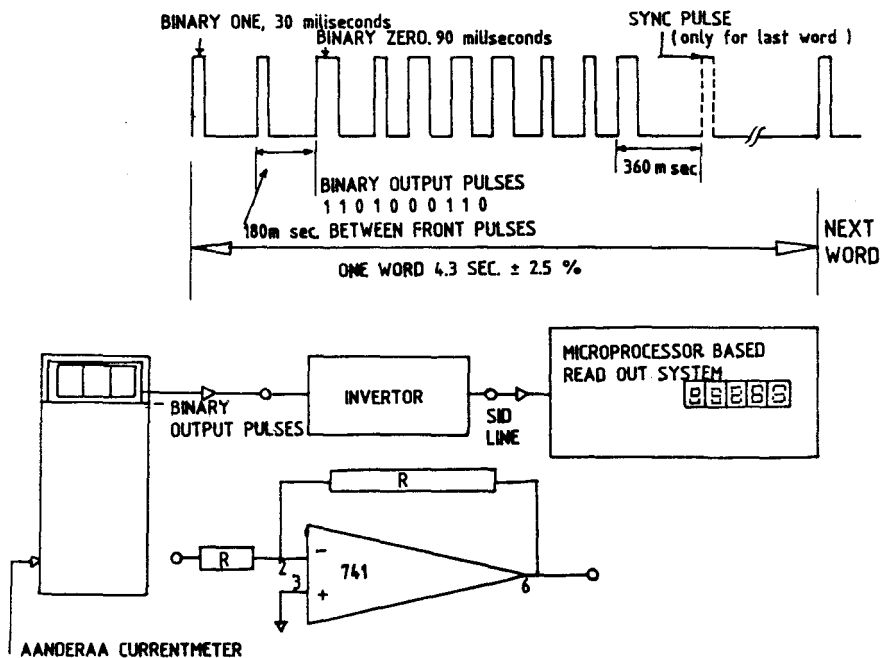 BINARY ONE, 30 miliseconds
BINARY ZERO. 90 miliseconds
SYNC PULSE
(only for last word )
360 m sec
BINARY OUTPUT PULSES
1 1 0 1 0 0 0 1 1 0
180m sec. BETWEEN FRONT PULSES
ONE WORD 4.3 SEC. ± 2.5 %
NEXT
WORD
MICROPROCESSOR BASED
READ OUT SYSTEM
INVERTOR
SID
LINE
BINARY
OUTPUT PULSES
R
R
2
-
741
3
+
6
AANDERAA CURRENTMETER